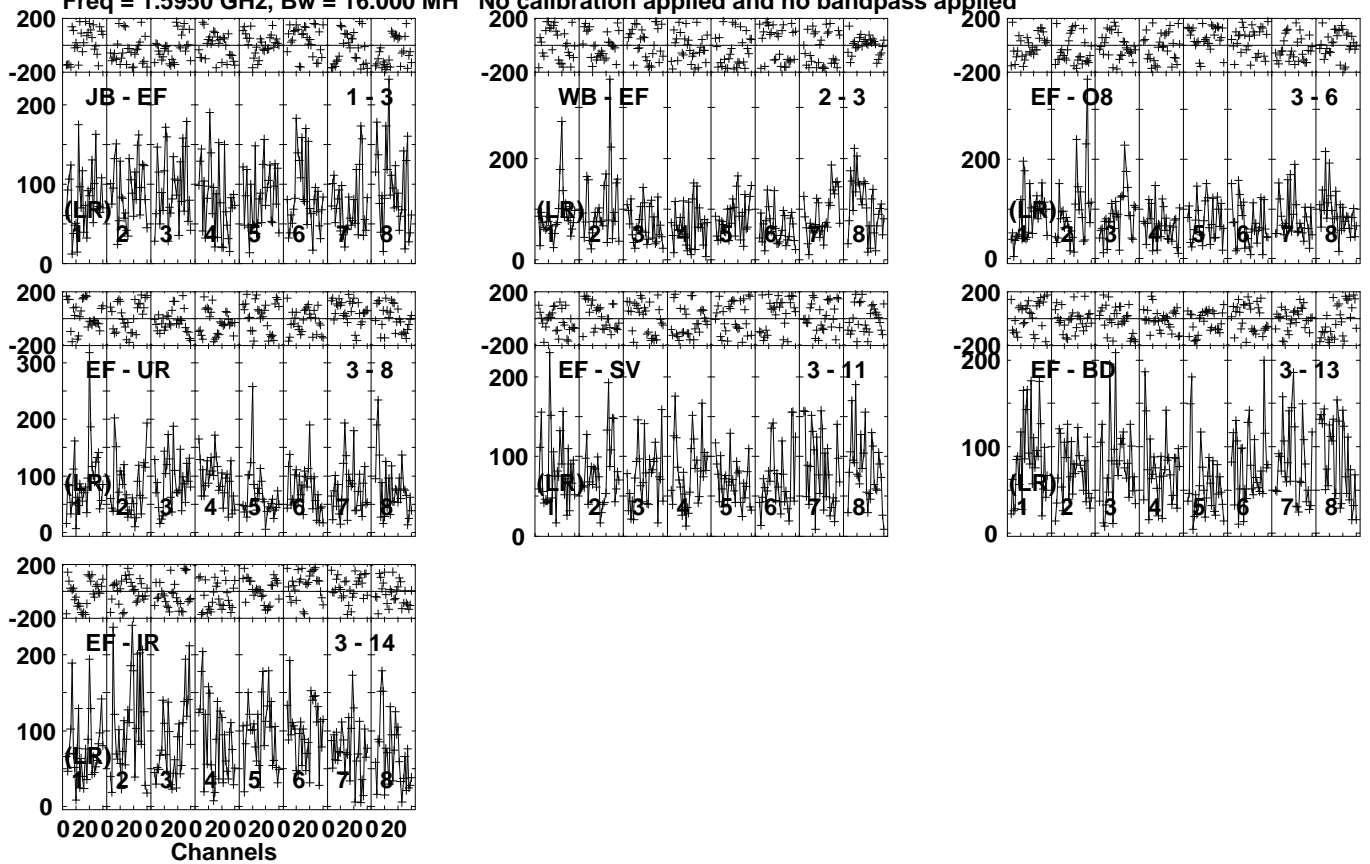 Freq = 1.5950 GHz, Bw = 16.000 MH No calibration applied and no bandpass applied
200
-200
200
100
0
JB - EF 1 - 3
(LR)
1 2 3 4 5 6 7 8
200
-200
200
0
WB - EF 2 - 3
(LR)
1 2 3 4 5 6 7 8
200
-200
200
0
EF - O8 3 - 6
(LR)
1 2 3 4 5 6 7 8
200
-200
300
200
100
0
EF - UR 3 - 8
(LR)
1 2 3 4 5 6 7 8
200
-200
200
100
0
EF - SV 3 - 11
(LR)
1 2 3 4 5 6 7 8
200
-200
200
100
0
EF - BD 3 - 13
(LR)
1 2 3 4 5 6 7 8
200
-200
200
100
0
EF - IR 3 - 14
(LR)
1 2 3 4 5 6 7 8
0 20 0 20 0 20 0 20 0 20 0 20 0 20 0 20
Channels